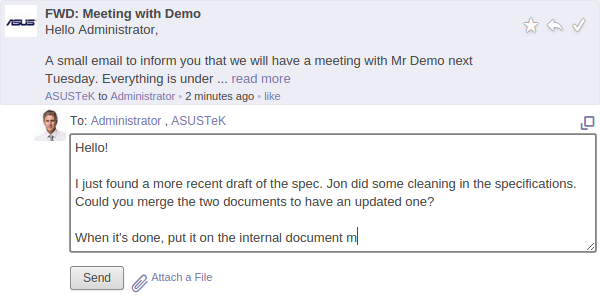 ASUS
FWD: Meeting with Demo
Hello Administrator,
A small email to inform you that we will have a meeting with Mr Demo next
Tuesday. Everything is under ... read more
ASUSTeK to Administrator • 2 minutes ago • like
To: Administrator , ASUSTeK
Hello!
I just found a more recent draft of the spec. Jon did some cleaning in the specifications.
Could you merge the two documents to have an updated one?
When it's done, put it on the internal document m
Send
Attach a File